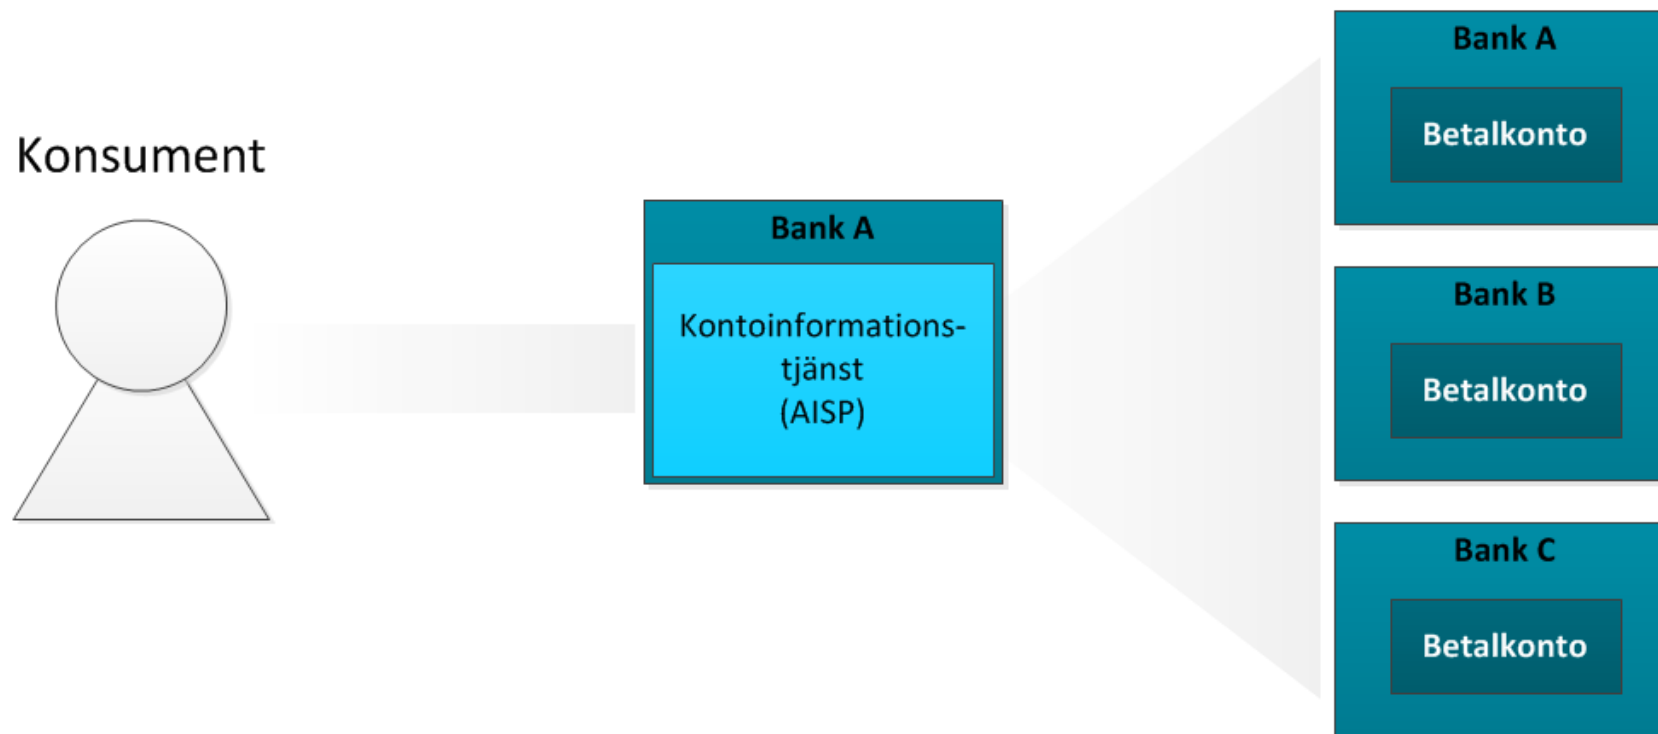 Konsument
Bank A
Kontoinformations-
tjänst
(AISP)
Bank A
Betalkonto
Bank B
Betalkonto
Bank C
Betalkonto